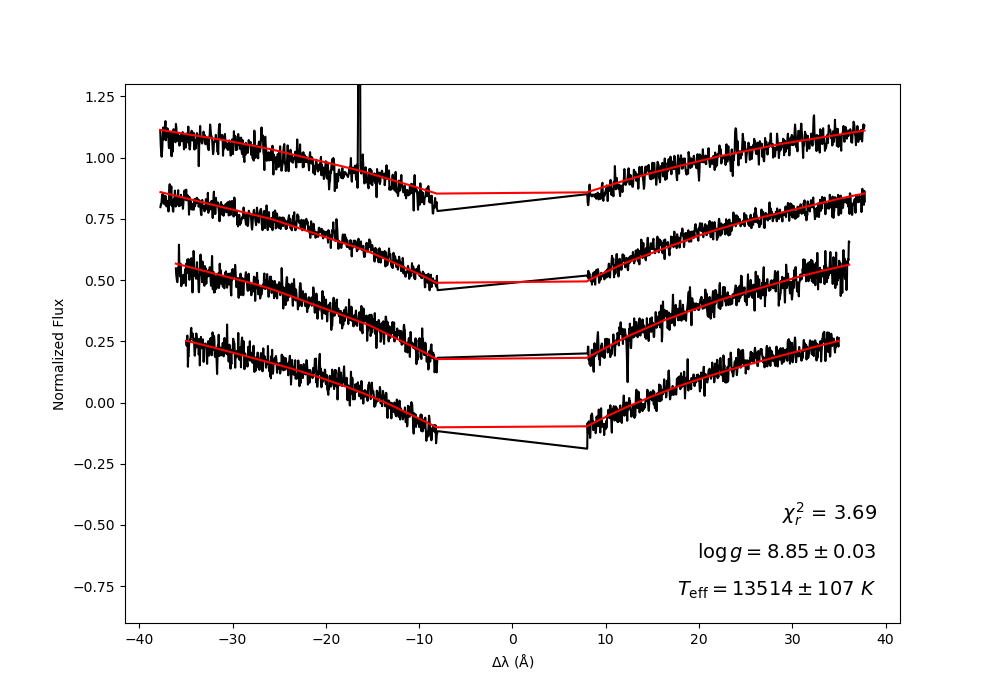 1.25
1.00
0.75
0.50
0.25
0.00
−0.25
−0.50
−0.75
Normalized Flux
χ²ᵣ = 3.69
log g = 8.85 ± 0.03
T_eff = 13514 ± 107 K
−40 −30 −20 −10 0 10 20 30 40
Δλ (Å)